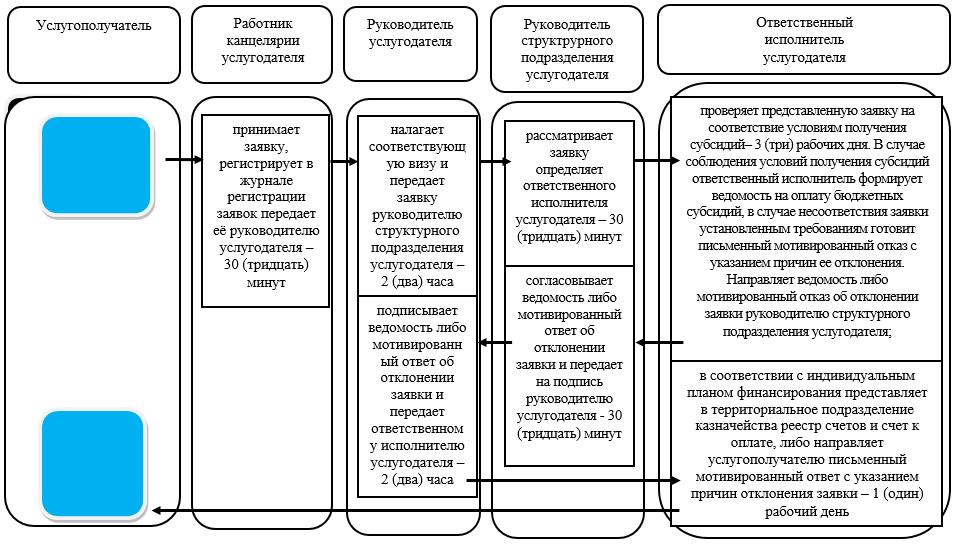 Услугополучатель
Работник
канцелярии
услугодателя
Руководитель
услугодателя
Руководитель
структрурного
подразделения
услугодателя
Ответственный
исполнитель
услугодателя
принимает
заявку,
регистрирует в
журнале
регистрации
заявок передает
её руководителю
услугодателя –
30 (тридцать)
минут
налагает
соответствующ
ую визу и
передает
заявку
руководителю
структурного
подразделения
услугодателя –
2 (два) часа
подписывает
ведомость либо
мотивированн
ый ответ об
отклонении
заявки и
передает
ответственном
у исполнителю
услугодателя –
2 (два) часа
рассматривает
заявку
определяет
ответственного
исполнителя
услугодателя – 30
(тридцать) минут
согласовывает
ведомость либо
мотивированный
ответ об
отклонении
заявки и передает
на подпись
руководителю
услугодателя - 30
(тридцать) минут
проверяет представленную заявку на
соответствие условиям получения
субсидий– 3 (три) рабочих дня. В случае
соблюдения условий получения субсидий
ответственный исполнитель формирует
ведомость на оплату бюджетных
субсидий, в случае несоответствия заявки
установленным требованиям готовит
письменный мотивированный отказ с
указанием причин ее отклонения.
Направляет ведомость либо
мотивированный отказ об отклонении
заявки руководителю структурного
подразделения услугодателя;
в соответствии с индивидуальным
планом финансирования представляет
в территориальное подразделение
казначейства реестр счетов и счет к
оплате, либо направляет
услугополучателю письменный
мотивированный ответ с указанием
причин отклонения заявки – 1 (один)
рабочий день